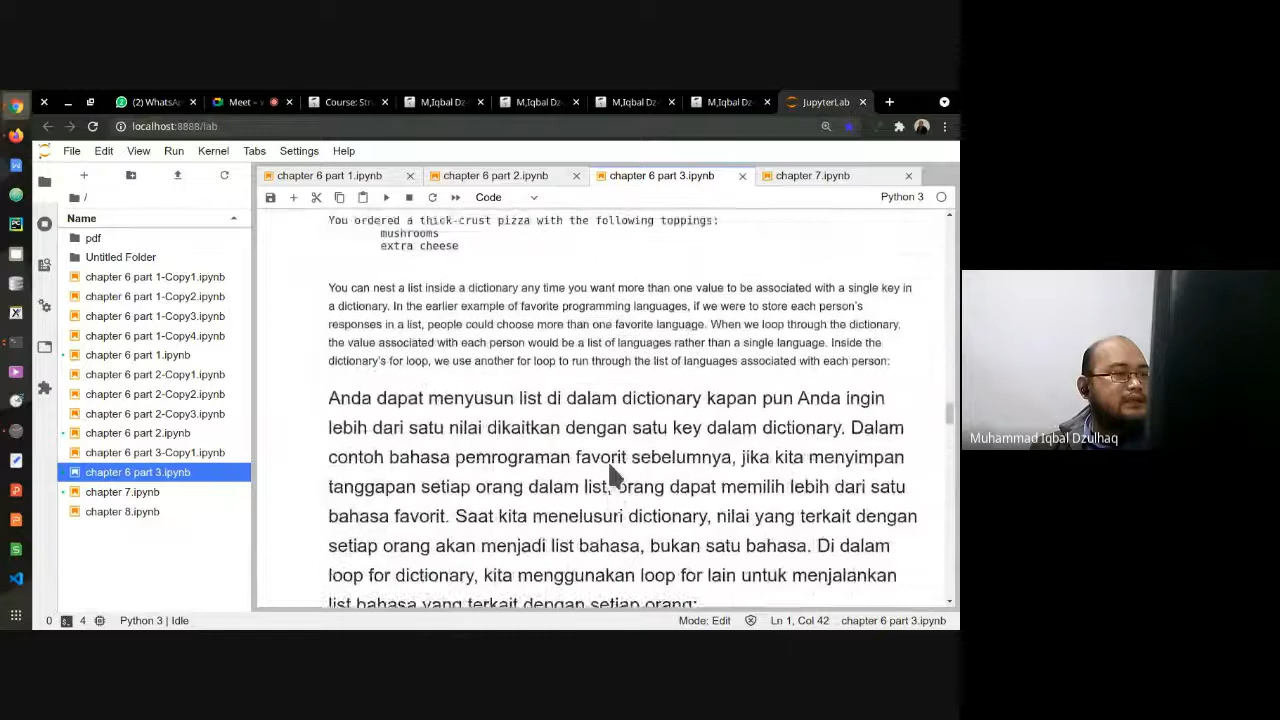 (2) WhatsA
Meet –
Course: Str
M,Iqbal Dz
M,Iqbal Dz
M,Iqbal Dz
M,Iqbal Dz
JupyterLab
localhost:8888/lab
File Edit View Run Kernel Tabs Settings Help
chapter 6 part 1.ipynb
chapter 6 part 2.ipynb
chapter 6 part 3.ipynb
chapter 7.ipynb
Code
Python 3
/
Name
pdf
Untitled Folder
chapter 6 part 1-Copy1.ipynb
chapter 6 part 1-Copy2.ipynb
chapter 6 part 1-Copy3.ipynb
chapter 6 part 1-Copy4.ipynb
chapter 6 part 1.ipynb
chapter 6 part 2-Copy1.ipynb
chapter 6 part 2-Copy2.ipynb
chapter 6 part 2-Copy3.ipynb
chapter 6 part 2.ipynb
chapter 6 part 3-Copy1.ipynb
chapter 6 part 3.ipynb
chapter 7.ipynb
chapter 8.ipynb
You ordered a thick-crust pizza with the following toppings:
mushrooms
extra cheese
You can nest a list inside a dictionary any time you want more than one value to be associated with a single key in
a dictionary. In the earlier example of favorite programming languages, if we were to store each person's
responses in a list, people could choose more than one favorite language. When we loop through the dictionary,
the value associated with each person would be a list of languages rather than a single language. Inside the
dictionary's for loop, we use another for loop to run through the list of languages associated with each person:
Anda dapat menyusun list di dalam dictionary kapan pun Anda ingin
lebih dari satu nilai dikaitkan dengan satu key dalam dictionary. Dalam
contoh bahasa pemrograman favorit sebelumnya, jika kita menyimpan
tanggapan setiap orang dalam list, orang dapat memilih lebih dari satu
bahasa favorit. Saat kita menelusuri dictionary, nilai yang terkait dengan
setiap orang akan menjadi list bahasa, bukan satu bahasa. Di dalam
loop for dictionary, kita menggunakan loop for lain untuk menjalankan
list bahasa yang terkait dengan setiap orang:
0 4 Python 3 | Idle
Mode: Edit
Ln 1, Col 42
chapter 6 part 3.ipynb
Muhammad Iqbal Dzulhaq